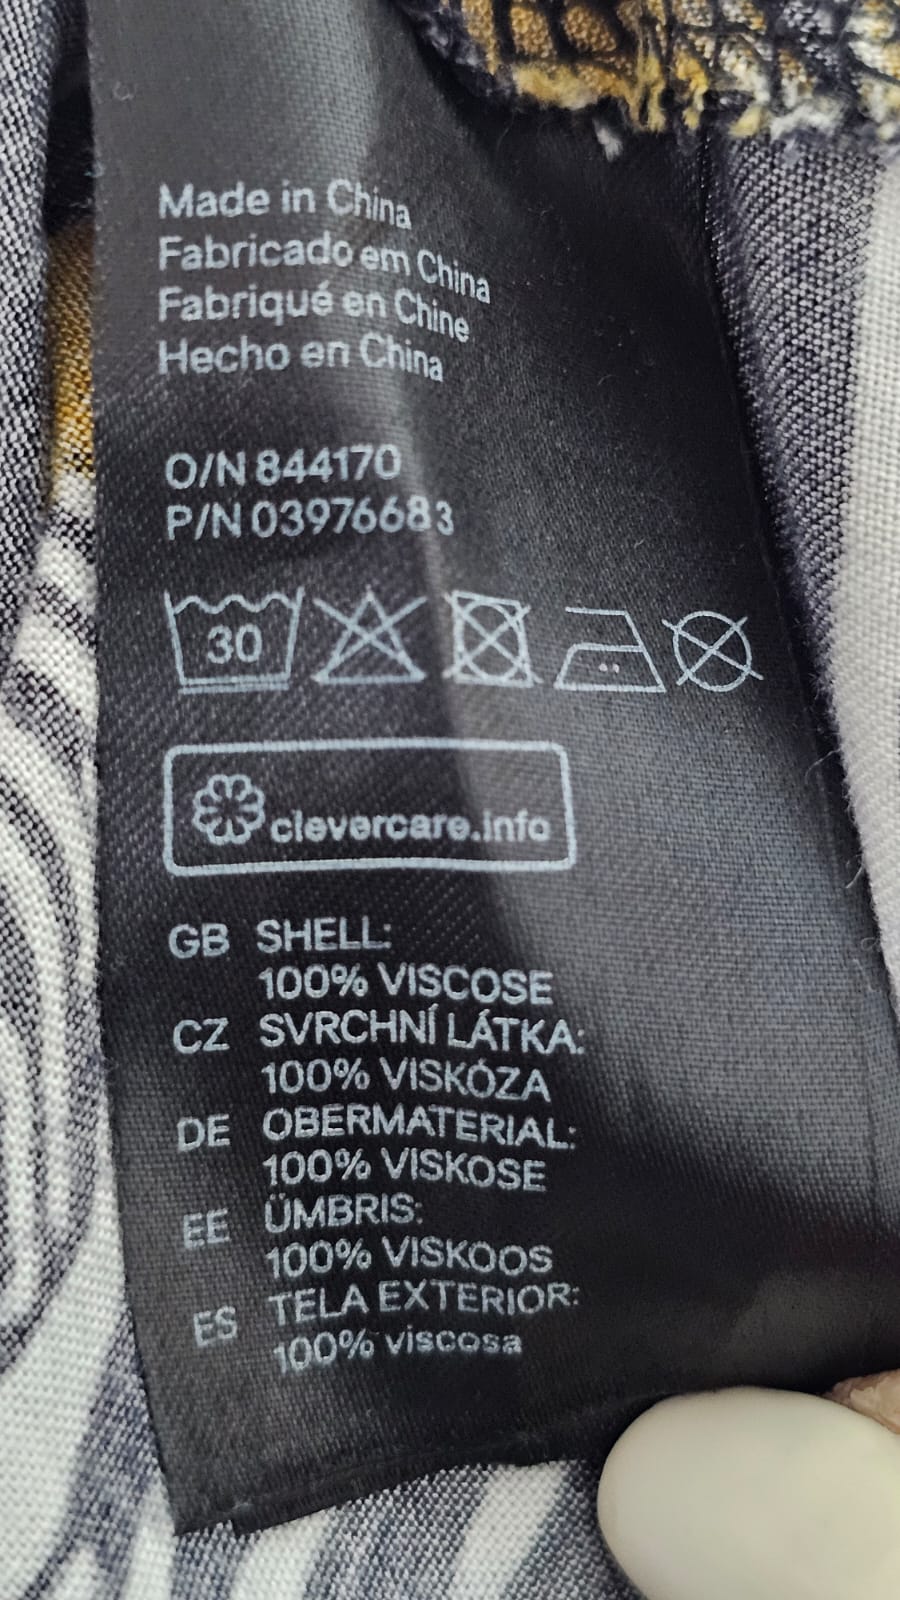 Made in China
Fabricado em China
Fabriqué en Chine
Hecho en China
O/N 844170
P/N 03976683
30
clevercare.info
GB SHELL:
100% VISCOSE
CZ SVRCHNÍ LÁTKA:
100% VISKÓZA
DE OBERMATERIAL:
100% VISKOSE
EE ÜMBRIS:
100% VISKOOS
ES TELA EXTERIOR:
100% viscosa